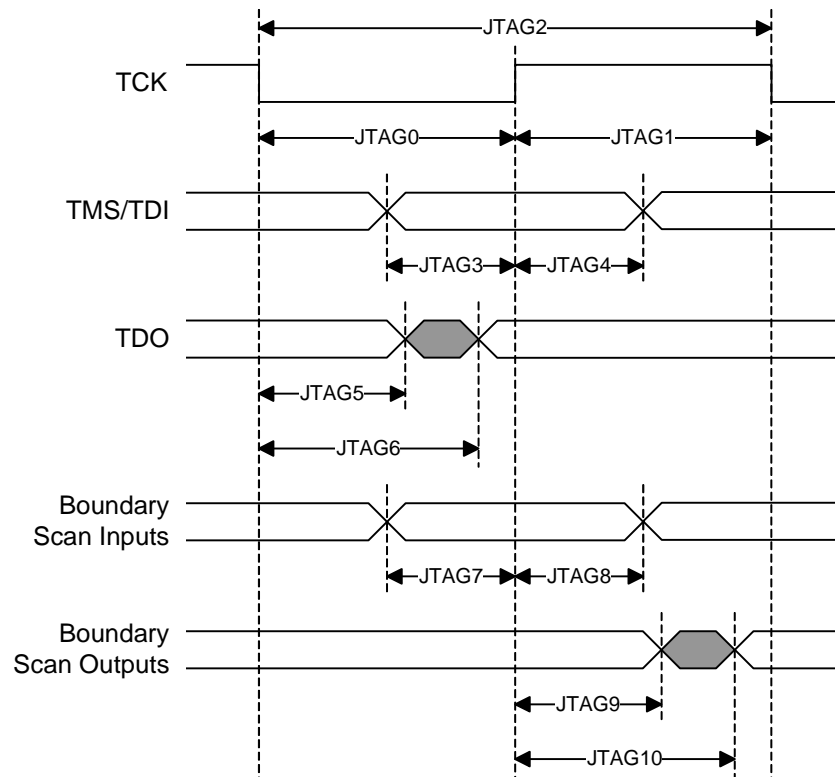 JTAG2
TCK
JTAG0
JTAG1
TMS/TDI
JTAG3
JTAG4
TDO
JTAG5
JTAG6
Boundary
Scan Inputs
JTAG7
JTAG8
Boundary
Scan Outputs
JTAG9
JTAG10